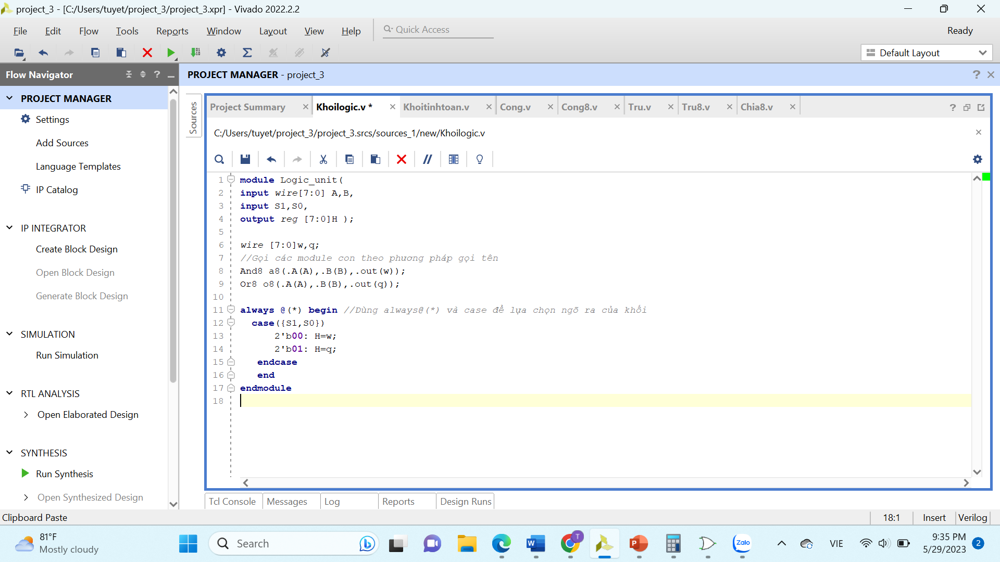 project_3 - [C:/Users/tuyet/project_3/project_3.xpr] - Vivado 2022.2.2
File Edit Flow Tools Reports Window Layout View Help Quick Access Ready
Default Layout
Flow Navigator ? PROJECT MANAGER - project_3 ?
PROJECT MANAGER
Settings
Add Sources
Language Templates
IP Catalog
IP INTEGRATOR
Create Block Design
Open Block Design
Generate Block Design
SIMULATION
Run Simulation
RTL ANALYSIS
Open Elaborated Design
SYNTHESIS
Run Synthesis
Open Synthesized Design
Sources
Project Summary Khoilogic.v * Khoitinhtoan.v Cong.v Cong8.v Tru.v Tru8.v Chia8.v ?
C:/Users/tuyet/project_3/project_3.srcs/sources_1/new/Khoilogic.v
1 module Logic_unit(
2 input wire[7:0] A,B,
3 input S1,S0,
4 output reg [7:0]H );
5
6 wire [7:0]w,q;
7 //Gọi các module con theo phương pháp gọi tên
8 And8 a8(.A(A),.B(B),.out(w));
9 Or8 o8(.A(A),.B(B),.out(q));
10
11 always @(*) begin //Dùng always@(*) và case để lựa chọn ngõ ra của khối
12 case({S1,S0})
13 2'b00: H=w;
14 2'b01: H=q;
15 endcase
16 end
17 endmodule
18
Tcl Console Messages Log Reports Design Runs
Clipboard Paste 18:1 Insert Verilog
81°F
Mostly cloudy
Search
W
T
P
Zalo
VIE
9:35 PM
5/29/2023
2